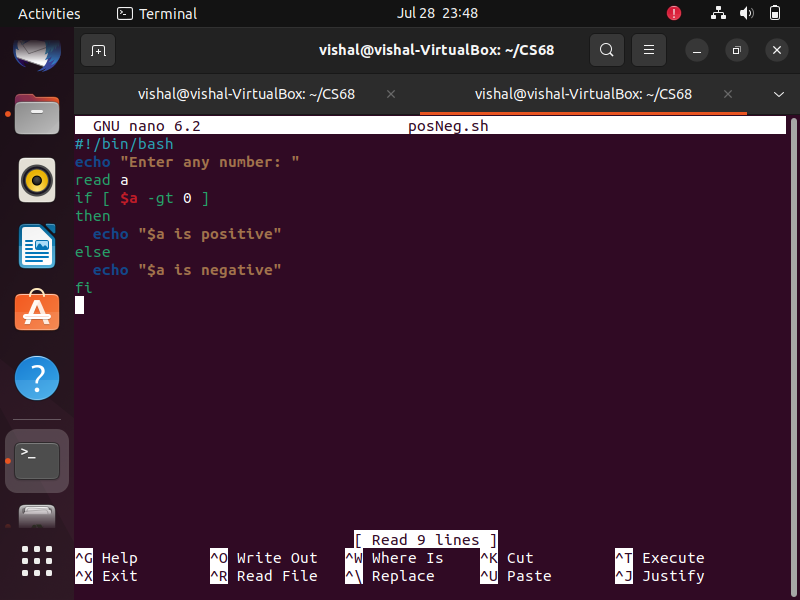 Activities Terminal Jul 28 23:48
vishal@vishal-VirtualBox: ~/CS68
vishal@vishal-VirtualBox: ~/CS68 × vishal@vishal-VirtualBox: ~/CS68 ×
GNU nano 6.2 posNeg.sh
#!/bin/bash
echo "Enter any number: "
read a
if [ $a -gt 0 ]
then
  echo "$a is positive"
else
  echo "$a is negative"
fi
[ Read 9 lines ]
^G Help ^O Write Out ^W Where Is ^K Cut ^T Execute
^X Exit ^R Read File ^\ Replace ^U Paste ^J Justify